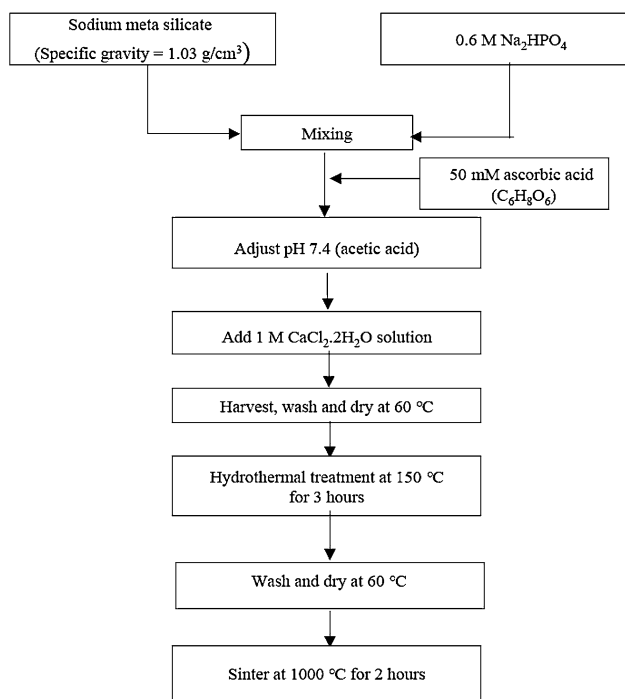 Sodium meta silicate
(Specific gravity = 1.03 g/cm³)
0.6 M Na₂HPO₄
Mixing
50 mM ascorbic acid
(C₆H₈O₆)
Adjust pH 7.4 (acetic acid)
Add 1 M CaCl₂.2H₂O solution
Harvest, wash and dry at 60 °C
Hydrothermal treatment at 150 °C
for 3 hours
Wash and dry at 60 °C
Sinter at 1000 °C for 2 hours